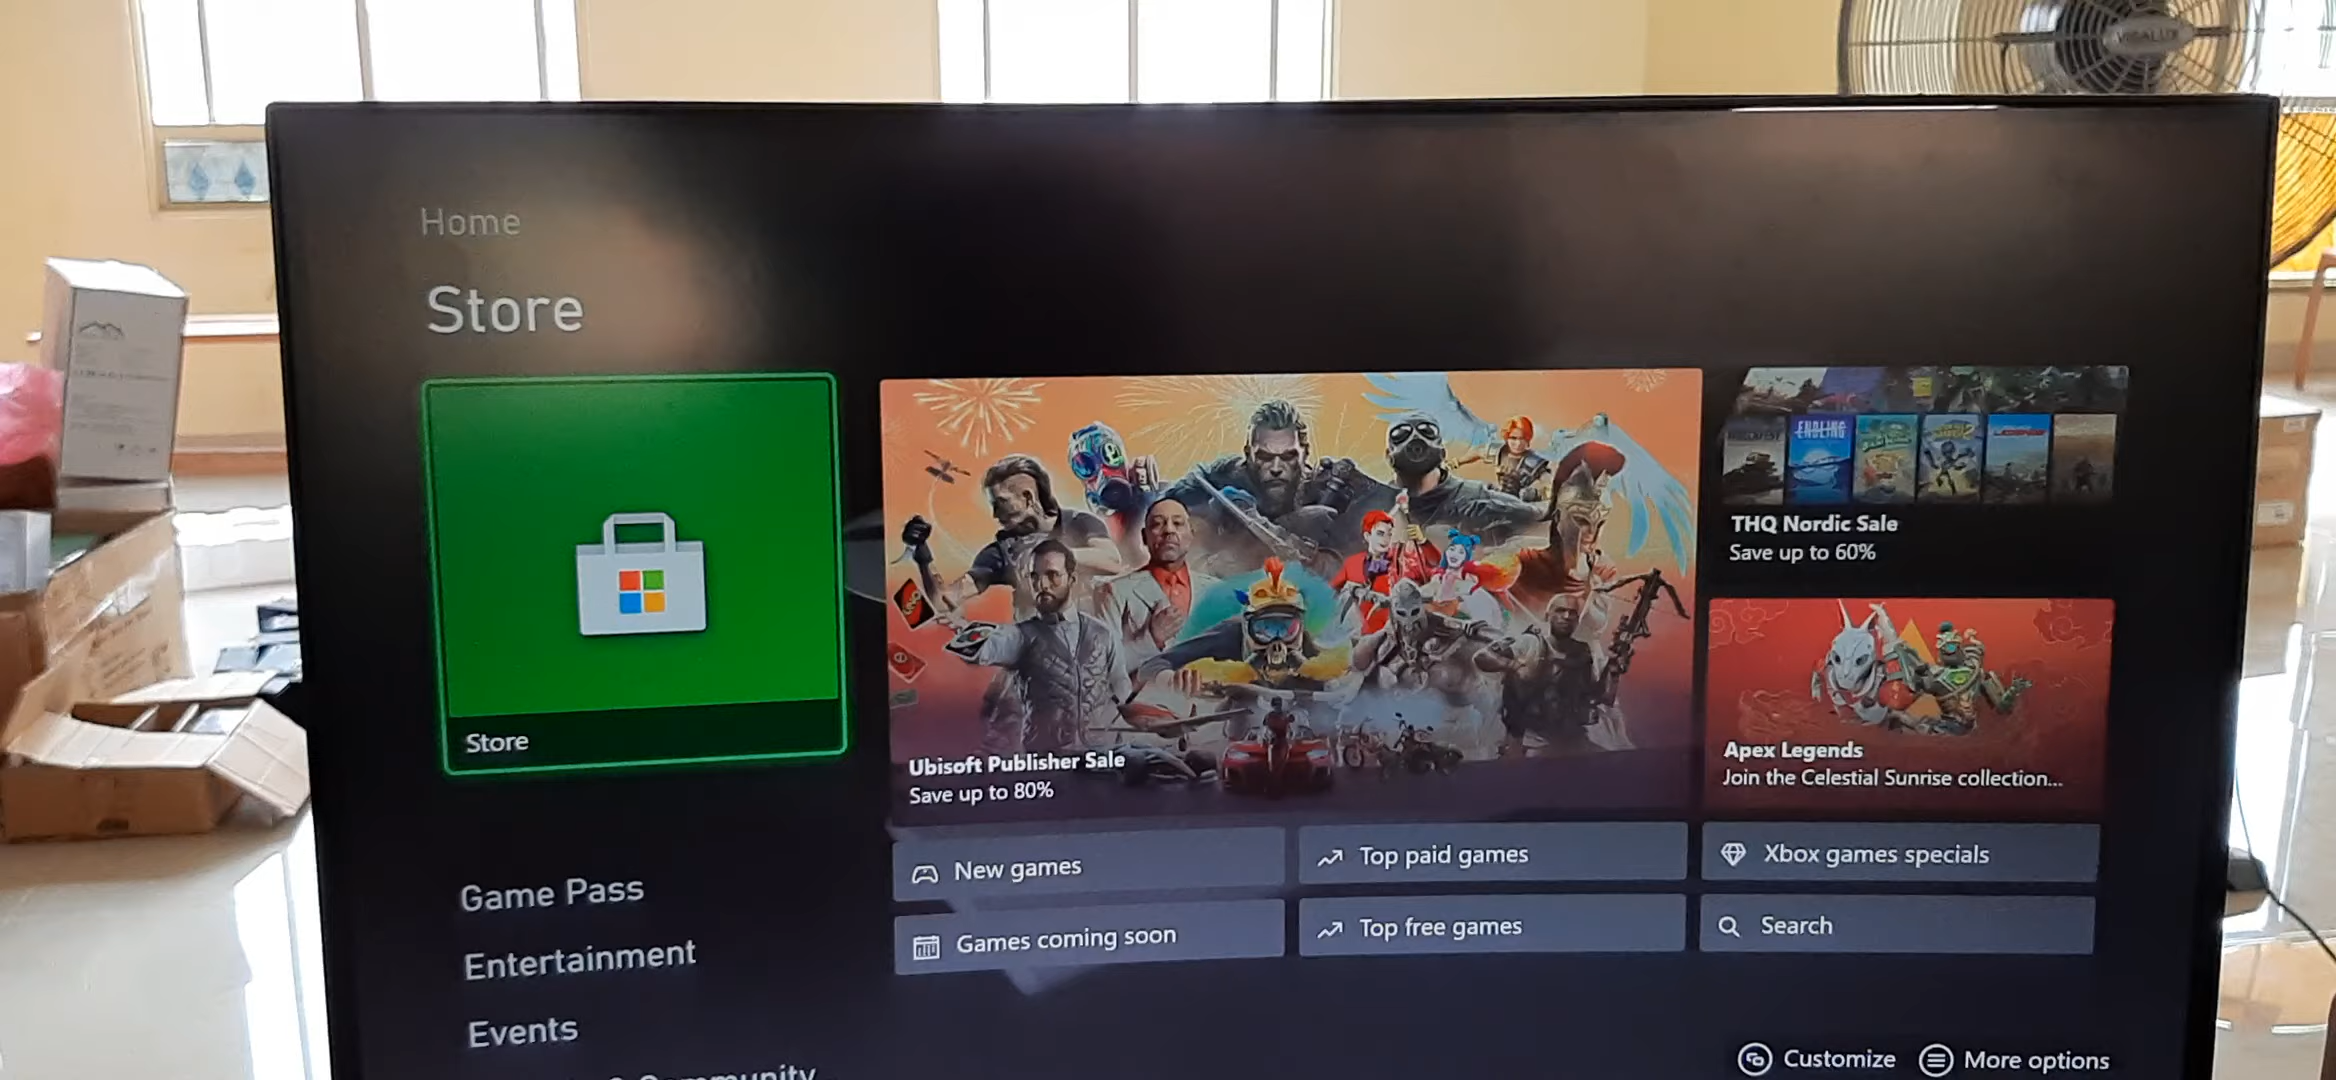 Home
Store
Store
Ubisoft Publisher Sale
Save up to 80%
ENDLING
THQ Nordic Sale
Save up to 60%
Apex Legends
Join the Celestial Sunrise collection...
New games
Top paid games
Xbox games specials
Games coming soon
Top free games
Search
Game Pass
Entertainment
Events
Community
Customize
More options